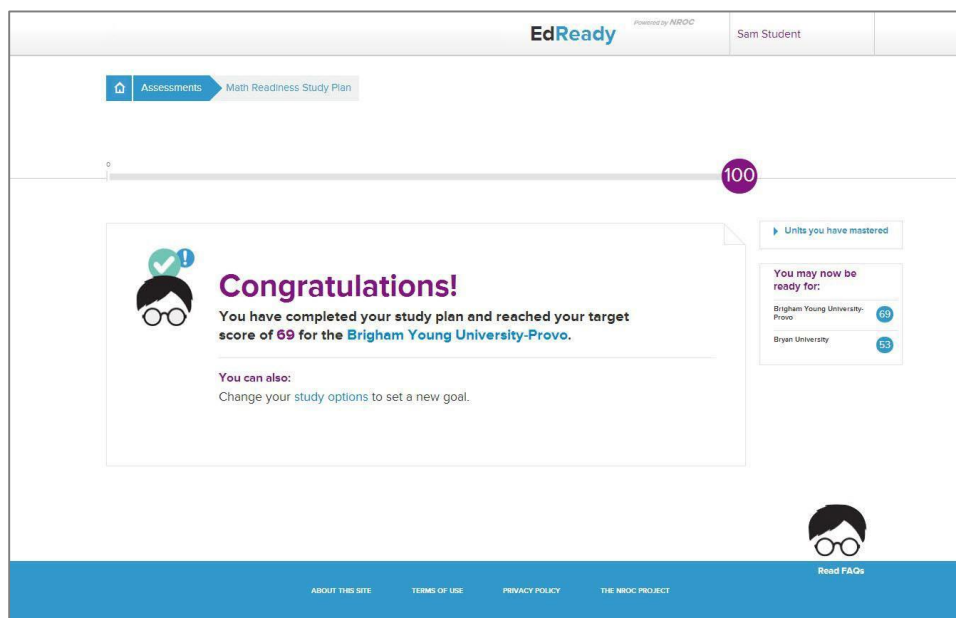 EdReady
Powered by NROC
Sam Student
Assessments
Math Readiness Study Plan
0
100
Units you have mastered
Congratulations!
You have completed your study plan and reached your target
score of 69 for the Brigham Young University-Provo.
You can also:
Change your study options to set a new goal.
You may now be
ready for:
Brigham Young University-
Provo
69
Bryan University
53
Read FAQs
ABOUT THIS SITE
TERMS OF USE
PRIVACY POLICY
THE NROC PROJECT